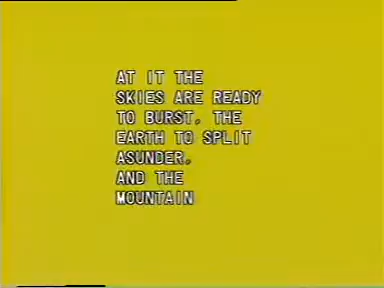 AT IT THE
SKIES ARE READY
TO BURST, THE
EARTH TO SPLIT
ASUNDER,
AND THE
MOUNTAIN